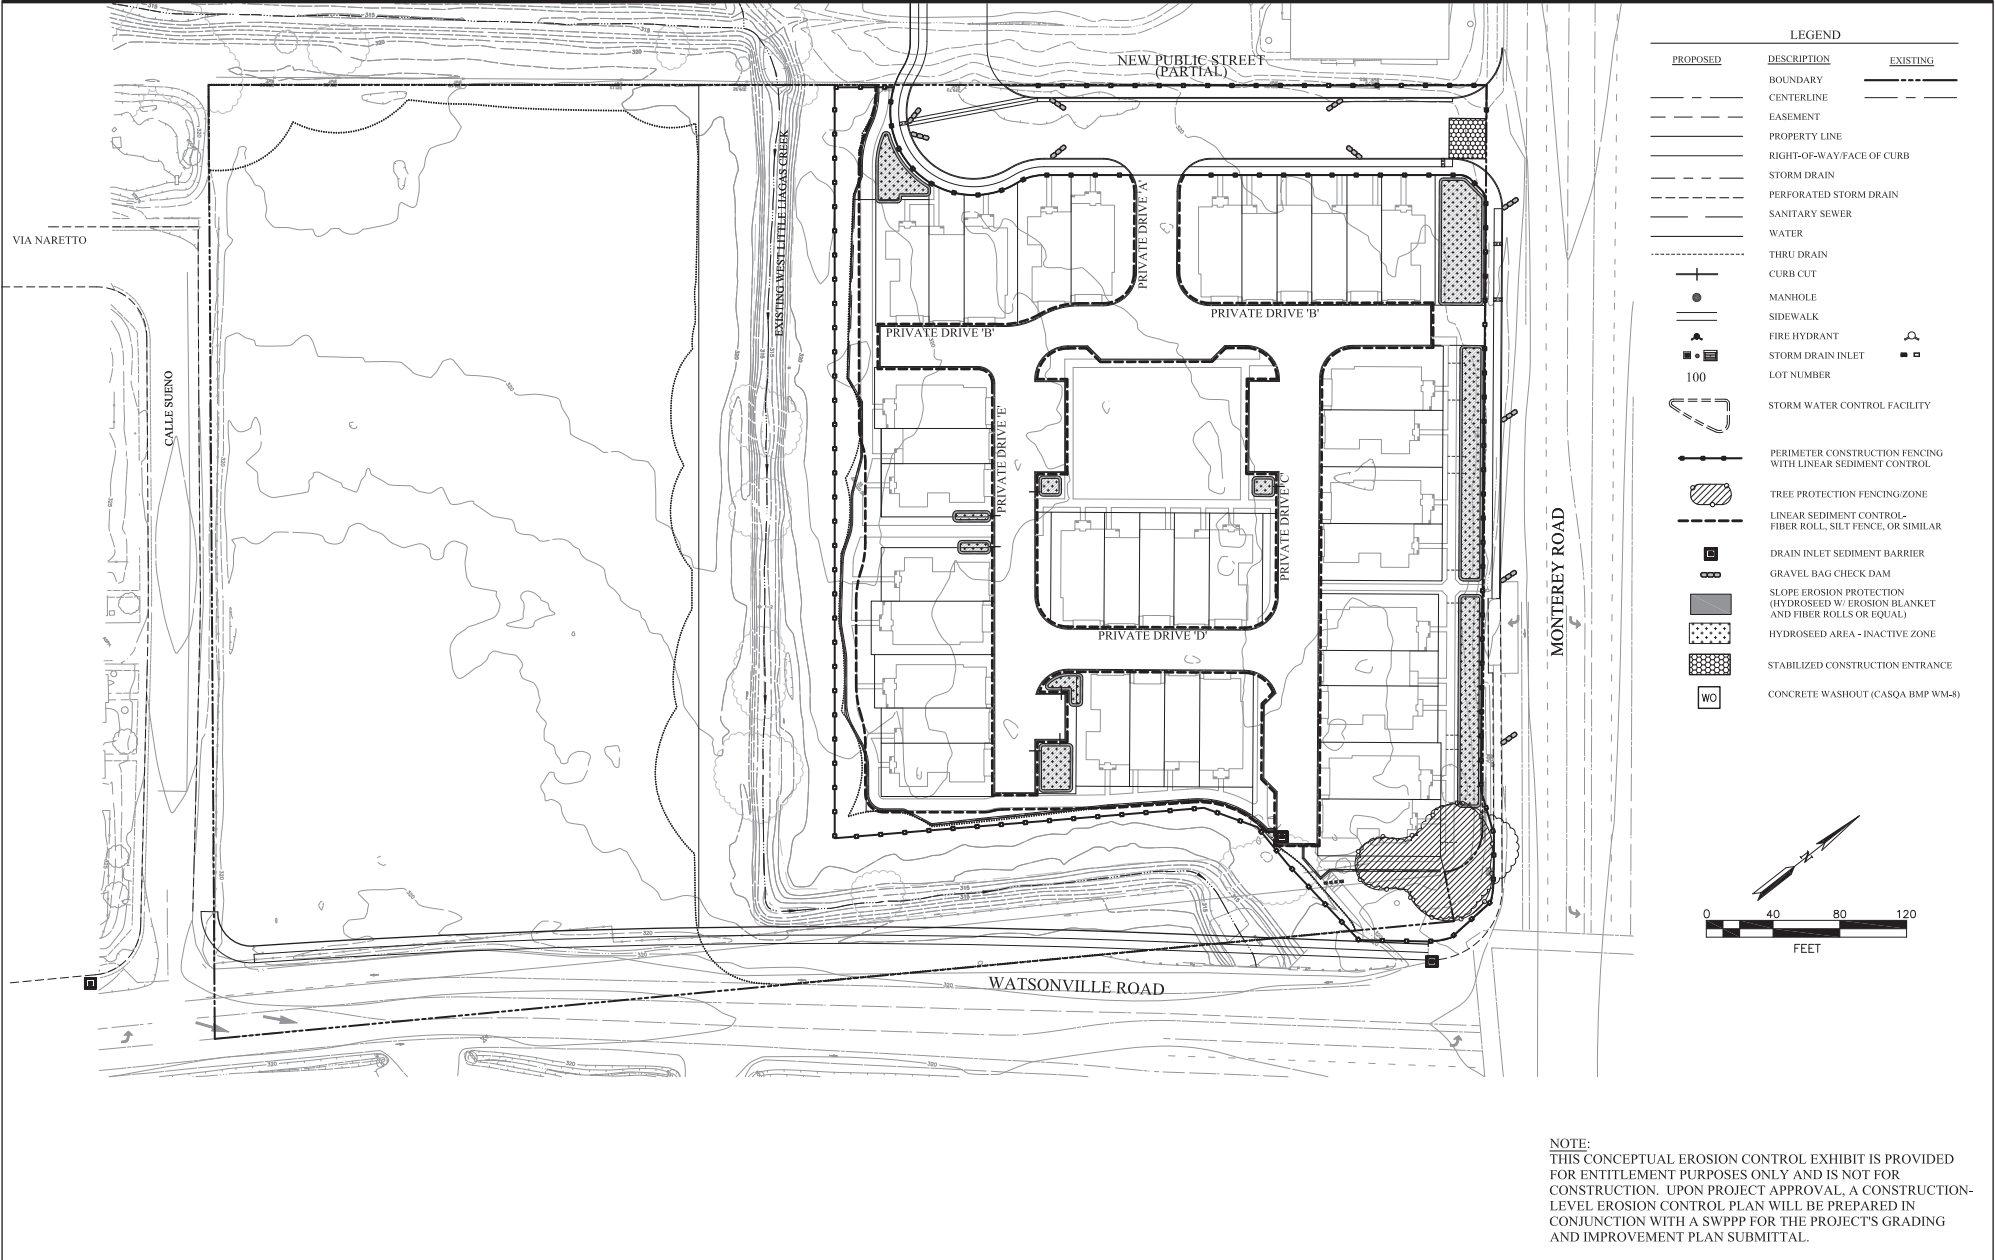 NEW PUBLIC STREET
(PARTIAL)
VIA NARETTO
CALLE SUENO
EXISTING WEST LITTLE LLAGAS CREEK
PRIVATE DRIVE 'A'
PRIVATE DRIVE 'B'
PRIVATE DRIVE 'B'
PRIVATE DRIVE 'E'
PRIVATE DRIVE 'C'
PRIVATE DRIVE 'D'
MONTEREY ROAD
WATSONVILLE ROAD
LEGEND
PROPOSED DESCRIPTION EXISTING
BOUNDARY
CENTERLINE
EASEMENT
PROPERTY LINE
RIGHT-OF-WAY/FACE OF CURB
STORM DRAIN
PERFORATED STORM DRAIN
SANITARY SEWER
WATER
THRU DRAIN
CURB CUT
MANHOLE
SIDEWALK
FIRE HYDRANT
STORM DRAIN INLET
100 LOT NUMBER
STORM WATER CONTROL FACILITY
PERIMETER CONSTRUCTION FENCING
WITH LINEAR SEDIMENT CONTROL
TREE PROTECTION FENCING/ZONE
LINEAR SEDIMENT CONTROL-
FIBER ROLL, SILT FENCE, OR SIMILAR
DRAIN INLET SEDIMENT BARRIER
GRAVEL BAG CHECK DAM
SLOPE EROSION PROTECTION
(HYDROSEED W/ EROSION BLANKET
AND FIBER ROLLS OR EQUAL)
HYDROSEED AREA - INACTIVE ZONE
STABILIZED CONSTRUCTION ENTRANCE
WO CONCRETE WASHOUT (CASQA BMP WM-8)
N
0 40 80 120
FEET
NOTE:
THIS CONCEPTUAL EROSION CONTROL EXHIBIT IS PROVIDED
FOR ENTITLEMENT PURPOSES ONLY AND IS NOT FOR
CONSTRUCTION. UPON PROJECT APPROVAL, A CONSTRUCTION-
LEVEL EROSION CONTROL PLAN WILL BE PREPARED IN
CONJUNCTION WITH A SWPPP FOR THE PROJECT'S GRADING
AND IMPROVEMENT PLAN SUBMITTAL.